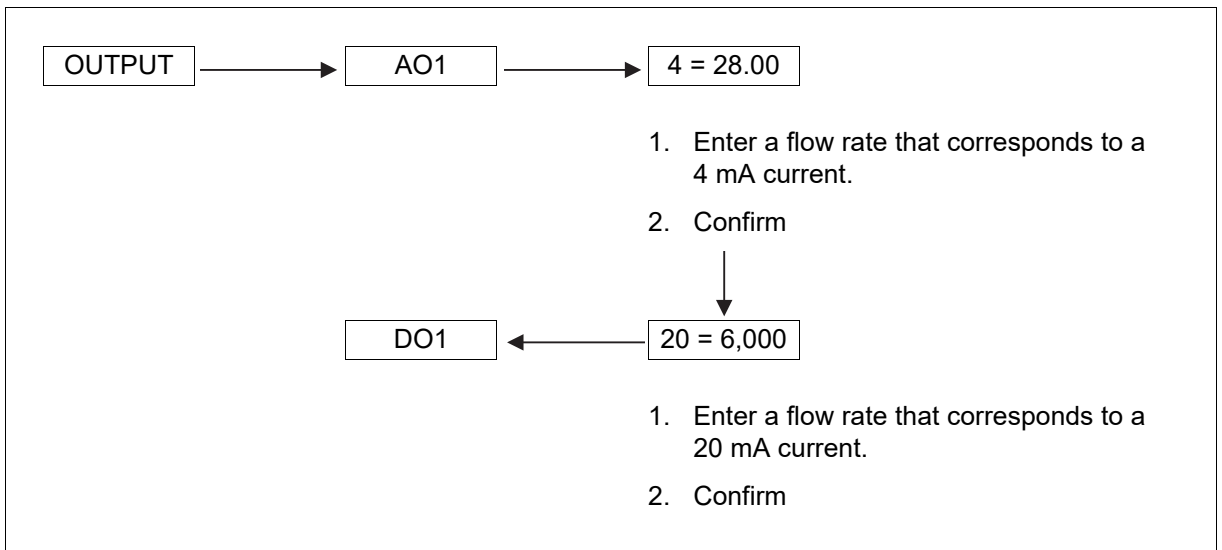 OUTPUT
AO1
4 = 28.00
1. Enter a flow rate that corresponds to a
4 mA current.
2. Confirm
DO1
20 = 6,000
1. Enter a flow rate that corresponds to a
20 mA current.
2. Confirm